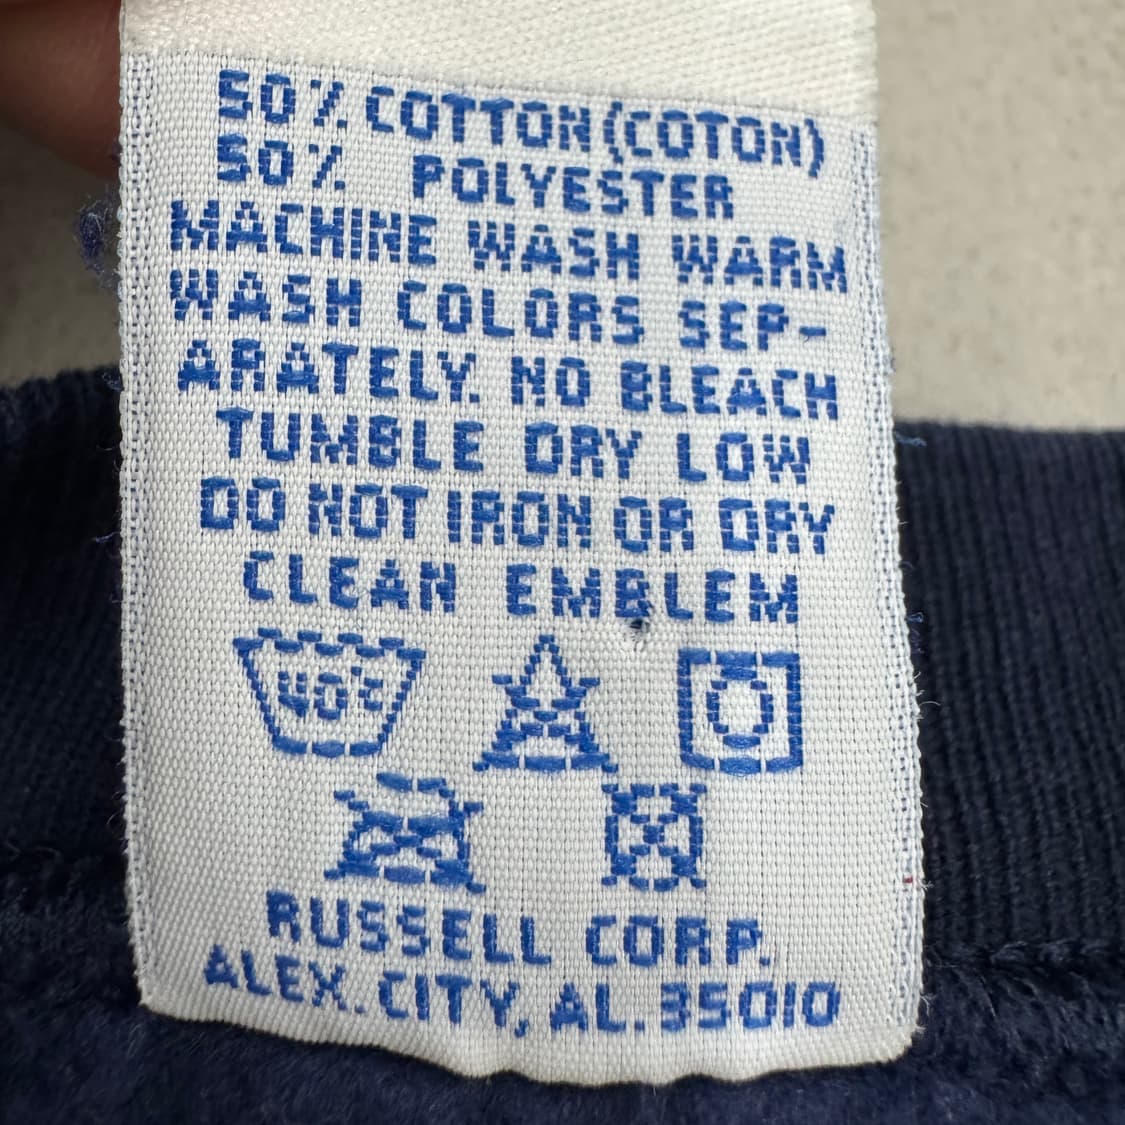 50% COTTON (COTON)
50% POLYESTER
MACHINE WASH WARM
WASH COLORS SEP-
ARATELY. NO BLEACH
TUMBLE DRY LOW
DO NOT IRON OR DRY
CLEAN EMBLEM
40°C
RUSSELL CORP.
ALEX. CITY, AL. 35010